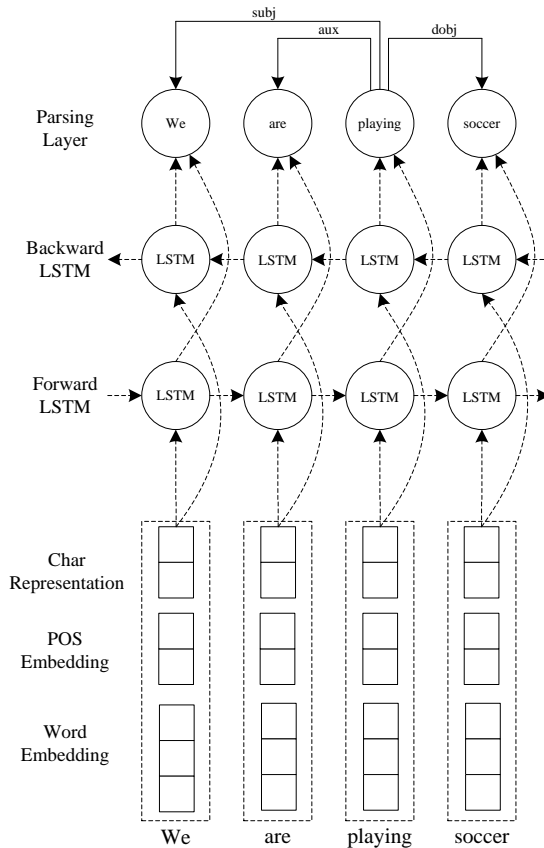 subj
aux
dobj
Parsing
Layer
We
are
playing
soccer
Backward
LSTM
LSTM
LSTM
LSTM
LSTM
Forward
LSTM
LSTM
LSTM
LSTM
LSTM
Char
Representation
POS
Embedding
Word
Embedding
We
are
playing
soccer